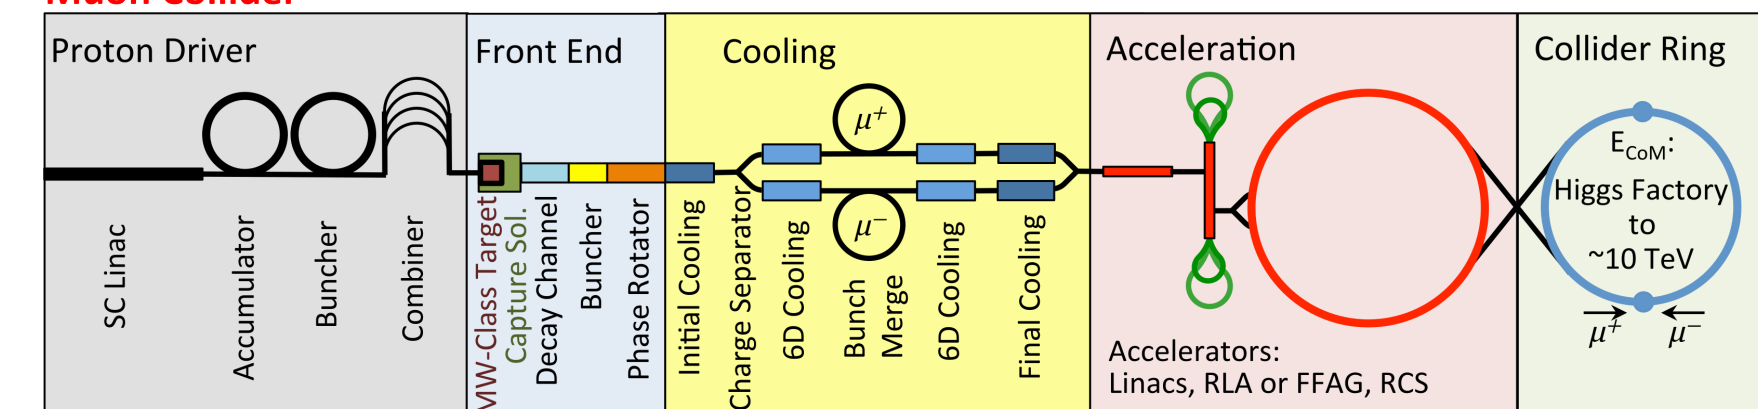 Muon Collider
Proton Driver
Front End
Cooling
Acceleration
Collider Ring
SC Linac
Accumulator
Buncher
Combiner
MW-Class Target
Capture Sol.
Decay Channel
Buncher
Phase Rotator
Initial Cooling
Charge Separator
6D Cooling
μ+
μ−
Bunch
Merge
6D Cooling
Final Cooling
Accelerators:
Linacs, RLA or FFAG, RCS
ECoM:
Higgs Factory
to
~10 TeV
μ+ μ−